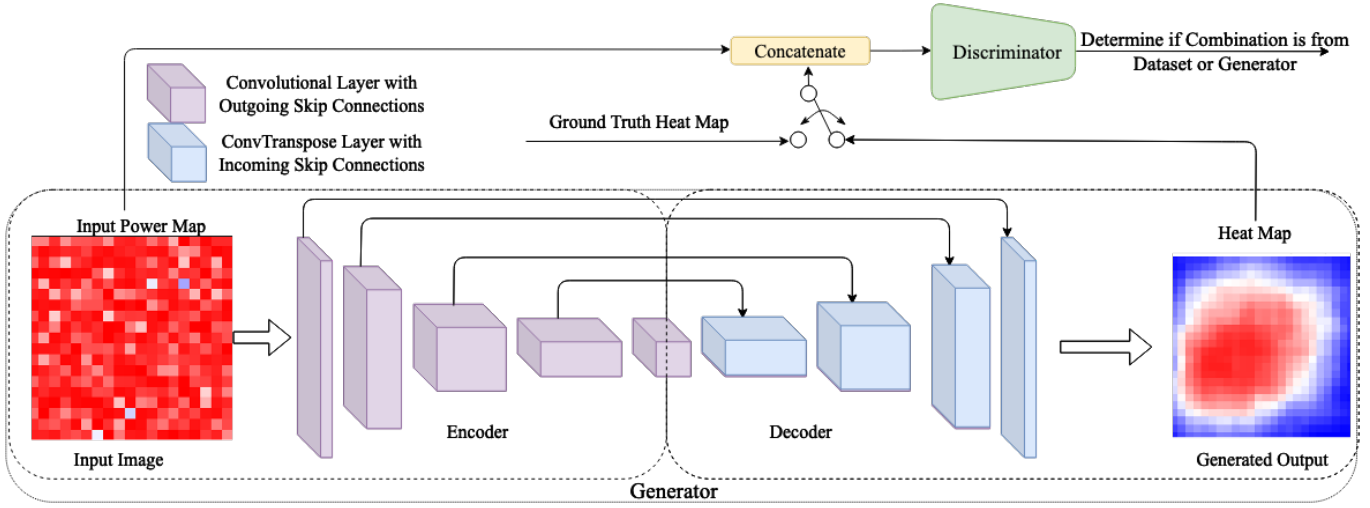 Concatenate
Discriminator
Determine if Combination is from
Dataset or Generator
Convolutional Layer with
Outgoing Skip Connections
ConvTranspose Layer with
Incoming Skip Connections
Ground Truth Heat Map
Input Power Map
Heat Map
Encoder
Decoder
Input Image
Generated Output
Generator